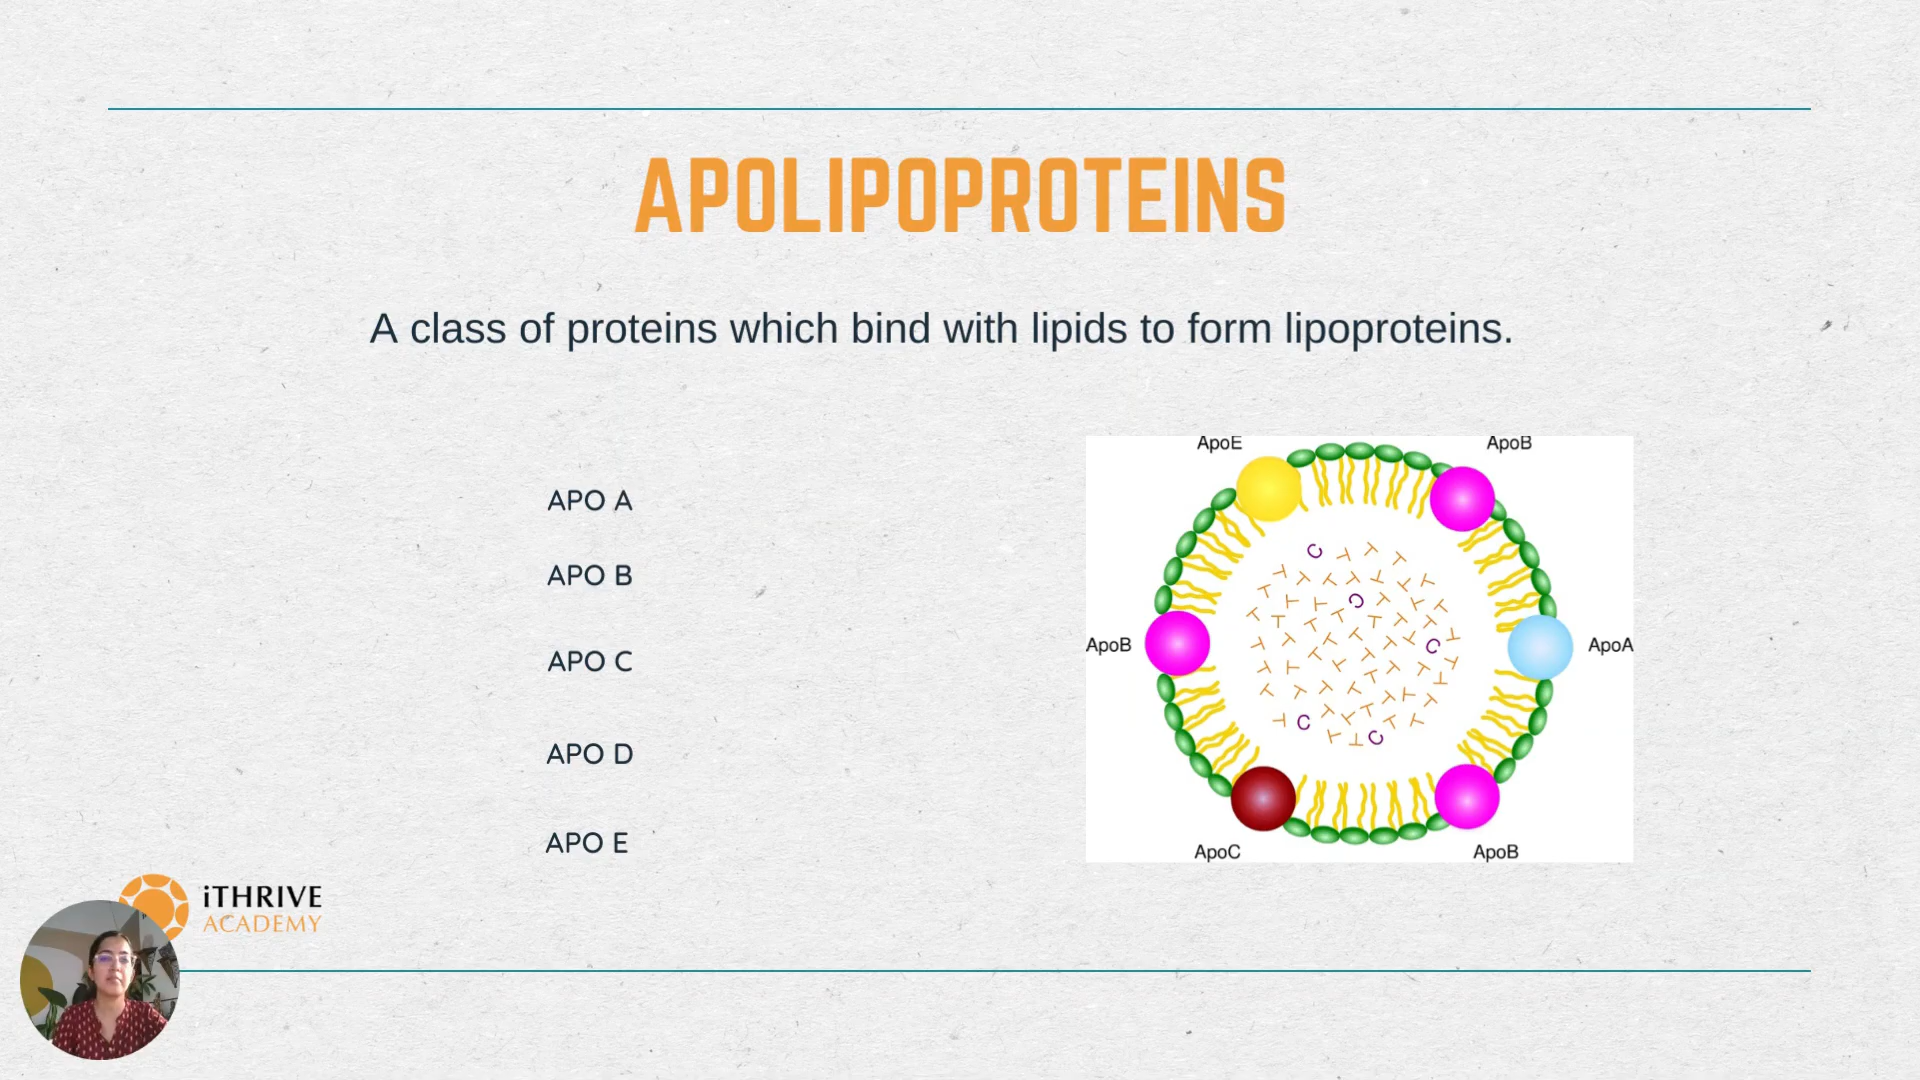 APOLIPOPROTEINS
A class of proteins which bind with lipids to form lipoproteins.
APO A
APO B
APO C
APO D
APO E
ApoE
ApoB
ApoB
ApoA
ApoC
ApoB
C
C
C
C
C
iTHRIVE
ACADEMY